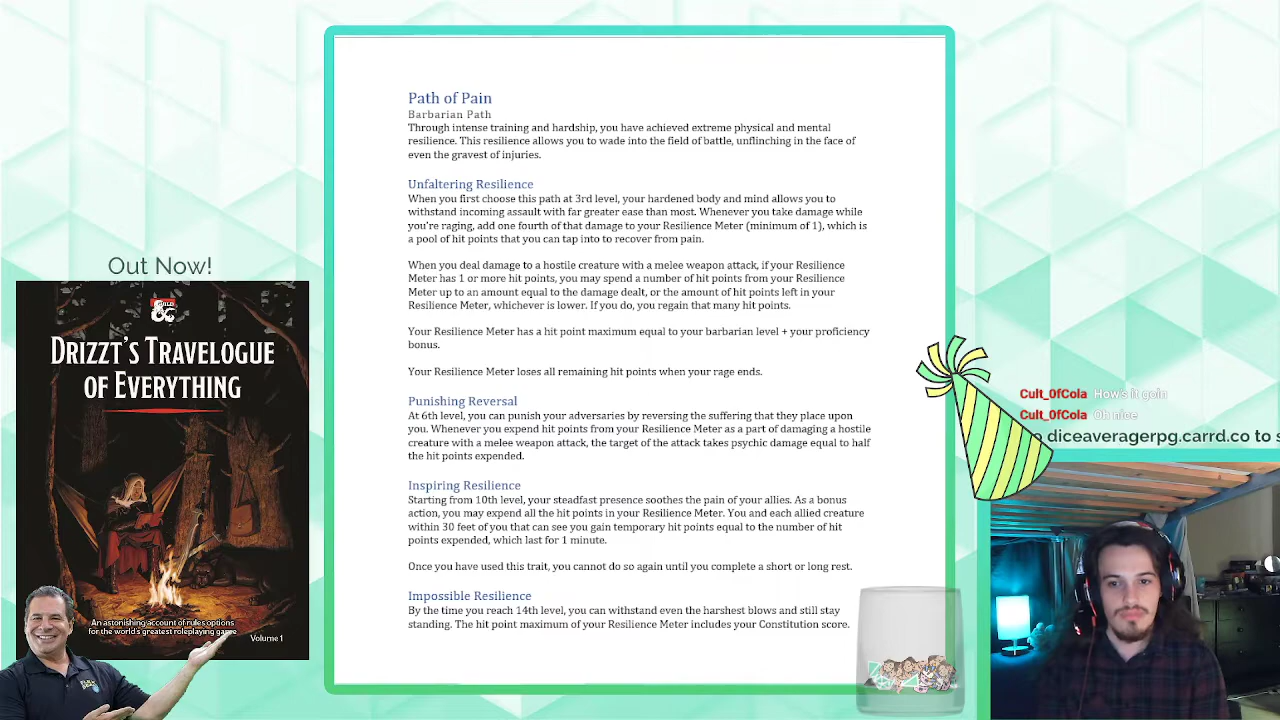 Path of Pain
Barbarian Path
Through intense training and hardship, you have achieved extreme physical and mental
resilience. This resilience allows you to wade into the field of battle, unflinching in the face of
even the gravest of injuries.
Unfaltering Resilience
When you first choose this path at 3rd level, your hardened body and mind allows you to
withstand incoming assault with far greater ease than most. Whenever you take damage while
you're raging, add one fourth of that damage to your Resilience Meter (minimum of 1), which is
a pool of hit points that you can tap into to recover from pain.
When you deal damage to a hostile creature with a melee weapon attack, if your Resilience
Meter has 1 or more hit points, you may spend a number of hit points from your Resilience
Meter up to an amount equal to the damage dealt, or the amount of hit points left in your
Resilience Meter, whichever is lower. If you do, you regain that many hit points.
Your Resilience Meter has a hit point maximum equal to your barbarian level + your proficiency
bonus.
Your Resilience Meter loses all remaining hit points when your rage ends.
Punishing Reversal
At 6th level, you can punish your adversaries by reversing the suffering that they place upon
you. Whenever you expend hit points from your Resilience Meter as a part of damaging a hostile
creature with a melee weapon attack, the target of the attack takes psychic damage equal to half
the hit points expended.
Inspiring Resilience
Starting from 10th level, your steadfast presence soothes the pain of your allies. As a bonus
action, you may expend all the hit points in your Resilience Meter. You and each allied creature
within 30 feet of you that can see you gain temporary hit points equal to the number of hit
points expended, which last for 1 minute.
Once you have used this trait, you cannot do so again until you complete a short or long rest.
Impossible Resilience
By the time you reach 14th level, you can withstand even the harshest blows and still stay
standing. The hit point maximum of your Resilience Meter includes your Constitution score.
Out Now!
DRIZZT'S TRAVELOGUE
OF EVERYTHING
An astonishing account of rules options
for the world's greatest roleplaying game
Volume 1
Cult_0fCola How's it goin
Cult_0fCola Oh nice
o diceaveragerpg.carrd.co to s